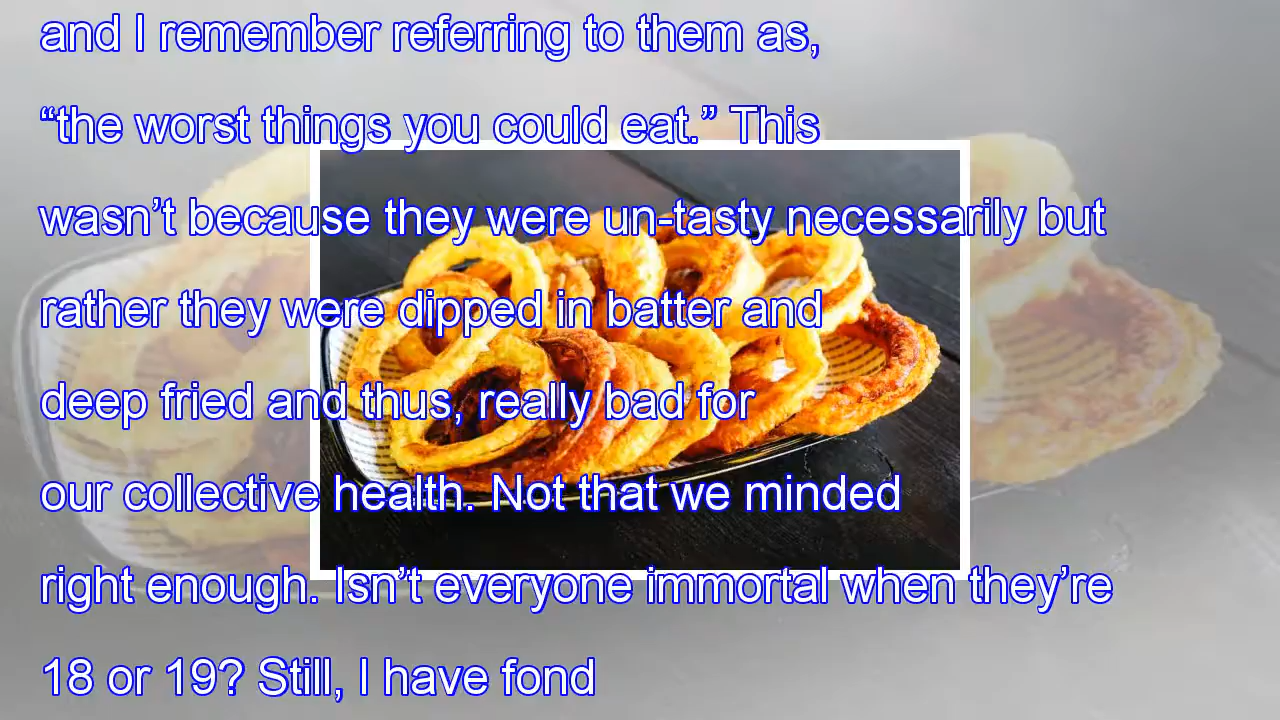 and I remember referring to them as,
“the worst things you could eat.” This
wasn’t because they were un-tasty necessarily but
rather they were dipped in batter and
deep fried and thus, really bad for
our collective health. Not that we minded
right enough. Isn’t everyone immortal when they’re
18 or 19? Still, I have fond